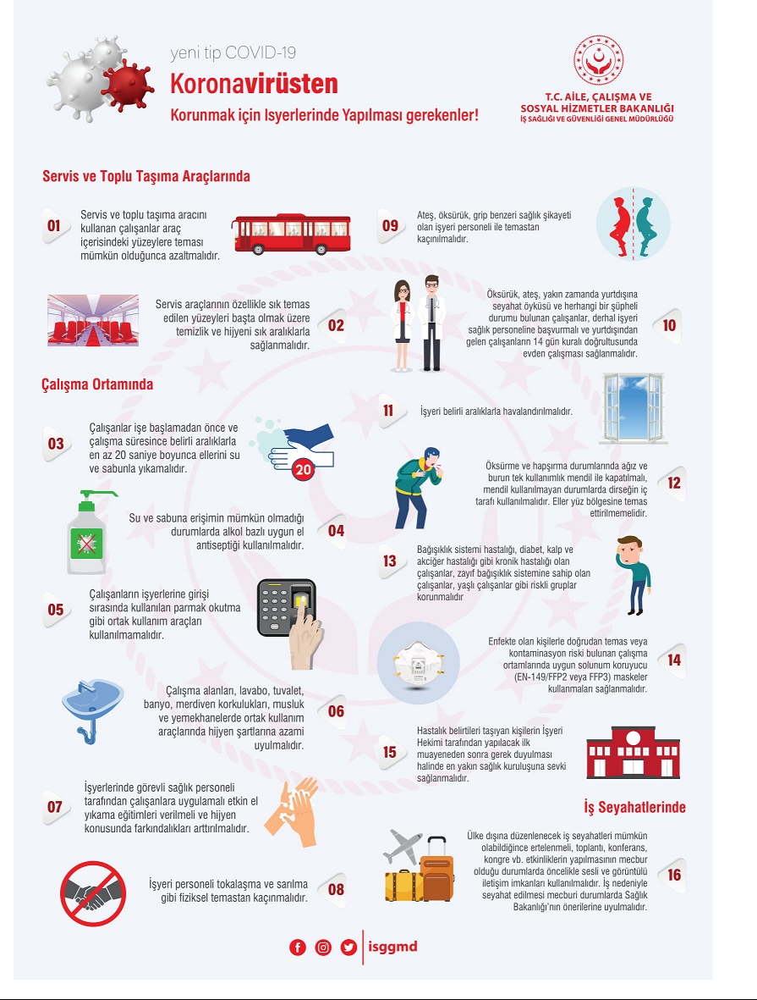 yeni tip COVID-19
Koronavirüsten
Korunmak için Isyerlerinde Yapılması gerekenler!
T.C. AİLE, ÇALIŞMA VE
SOSYAL HİZMETLER BAKANLIĞI
İŞ SAĞLIĞI VE GÜVENLİĞİ GENEL MÜDÜRLÜĞÜ
Servis ve Toplu Taşıma Araçlarında
01
Servis ve toplu taşıma aracını
kullanan çalışanlar araç
içerisindeki yüzeylere teması
mümkün olduğunca azaltmalıdır.
Servis araçlarının özellikle sık temas
edilen yüzeyleri başta olmak üzere
temizlik ve hijyeni sık aralıklarla
sağlanmalıdır.
02
Çalışma Ortamında
03
Çalışanlar işe başlamadan önce ve
çalışma süresince belirli aralıklarla
en az 20 saniye boyunca ellerini su
ve sabunla yıkamalıdır.
20
Su ve sabuna erişimin mümkün olmadığı
durumlarda alkol bazlı uygun el
antiseptiği kullanılmalıdır.
04
05
Çalışanların işyerlerine girişi
sırasında kullanılan parmak okutma
gibi ortak kullanım araçları
kullanılmamalıdır.
Çalışma alanları, lavabo, tuvalet,
banyo, merdiven korkulukları, musluk
ve yemekhanelerde ortak kullanım
araçlarında hijyen şartlarına azami
uyulmalıdır.
06
07
İşyerlerinde görevli sağlık personeli
tarafından çalışanlara uygulamalı etkin el
yıkama eğitimleri verilmeli ve hijyen
konusunda farkındalıkları arttırılmalıdır.
İşyeri personeli tokalaşma ve sarılma
gibi fiziksel temastan kaçınmalıdır.
08
09
Ateş, öksürük, grip benzeri sağlık şikayeti
olan işyeri personeli ile temastan
kaçınılmalıdır.
Öksürük, ateş, yakın zamanda yurtdışına
seyahat öyküsü ve herhangi bir şüpheli
durumu bulunan çalışanlar, derhal işyeri
sağlık personeline başvurmalı ve yurtdışından
gelen çalışanların 14 gün kuralı doğrultusunda
evden çalışması sağlanmalıdır.
10
11
İşyeri belirli aralıklarla havalandırılmalıdır.
Öksürme ve hapşırma durumlarında ağız ve
burun tek kullanımlık mendil ile kapatılmalı,
mendil kullanılmayan durumlarda dirseğin iç
tarafı kullanılmalıdır. Eller yüz bölgesine temas
ettirilmemelidir.
12
13
Bağışıklık sistemi hastalığı, diabet, kalp ve
akciğer hastalığı gibi kronik hastalığı olan
çalışanlar, zayıf bağışıklık sistemine sahip olan
çalışanlar, yaşlı çalışanlar gibi riskli gruplar
korunmalıdır
Enfekte olan kişilerle doğrudan temas veya
kontaminasyon riski bulunan çalışma
ortamlarında uygun solunum koruyucu
(EN-149/FFP2 veya FFP3) maskeler
kullanmaları sağlanmalıdır.
14
15
Hastalık belirtileri taşıyan kişilerin İşyeri
Hekimi tarafından yapılacak ilk
muayeneden sonra gerek duyulması
halinde en yakın sağlık kuruluşuna sevki
sağlanmalıdır.
İş Seyahatlerinde
Ülke dışına düzenlenecek iş seyahatleri mümkün
olabildiğince ertelenmeli, toplantı, konferans,
kongre vb. etkinliklerin yapılmasının mecbur
olduğu durumlarda öncelikle sesli ve görüntülü
iletişim imkanları kullanılmalıdır. İş nedeniyle
seyahat edilmesi mecburi durumlarda Sağlık
Bakanlığı'nın önerilerine uyulmalıdır.
16
isggmd